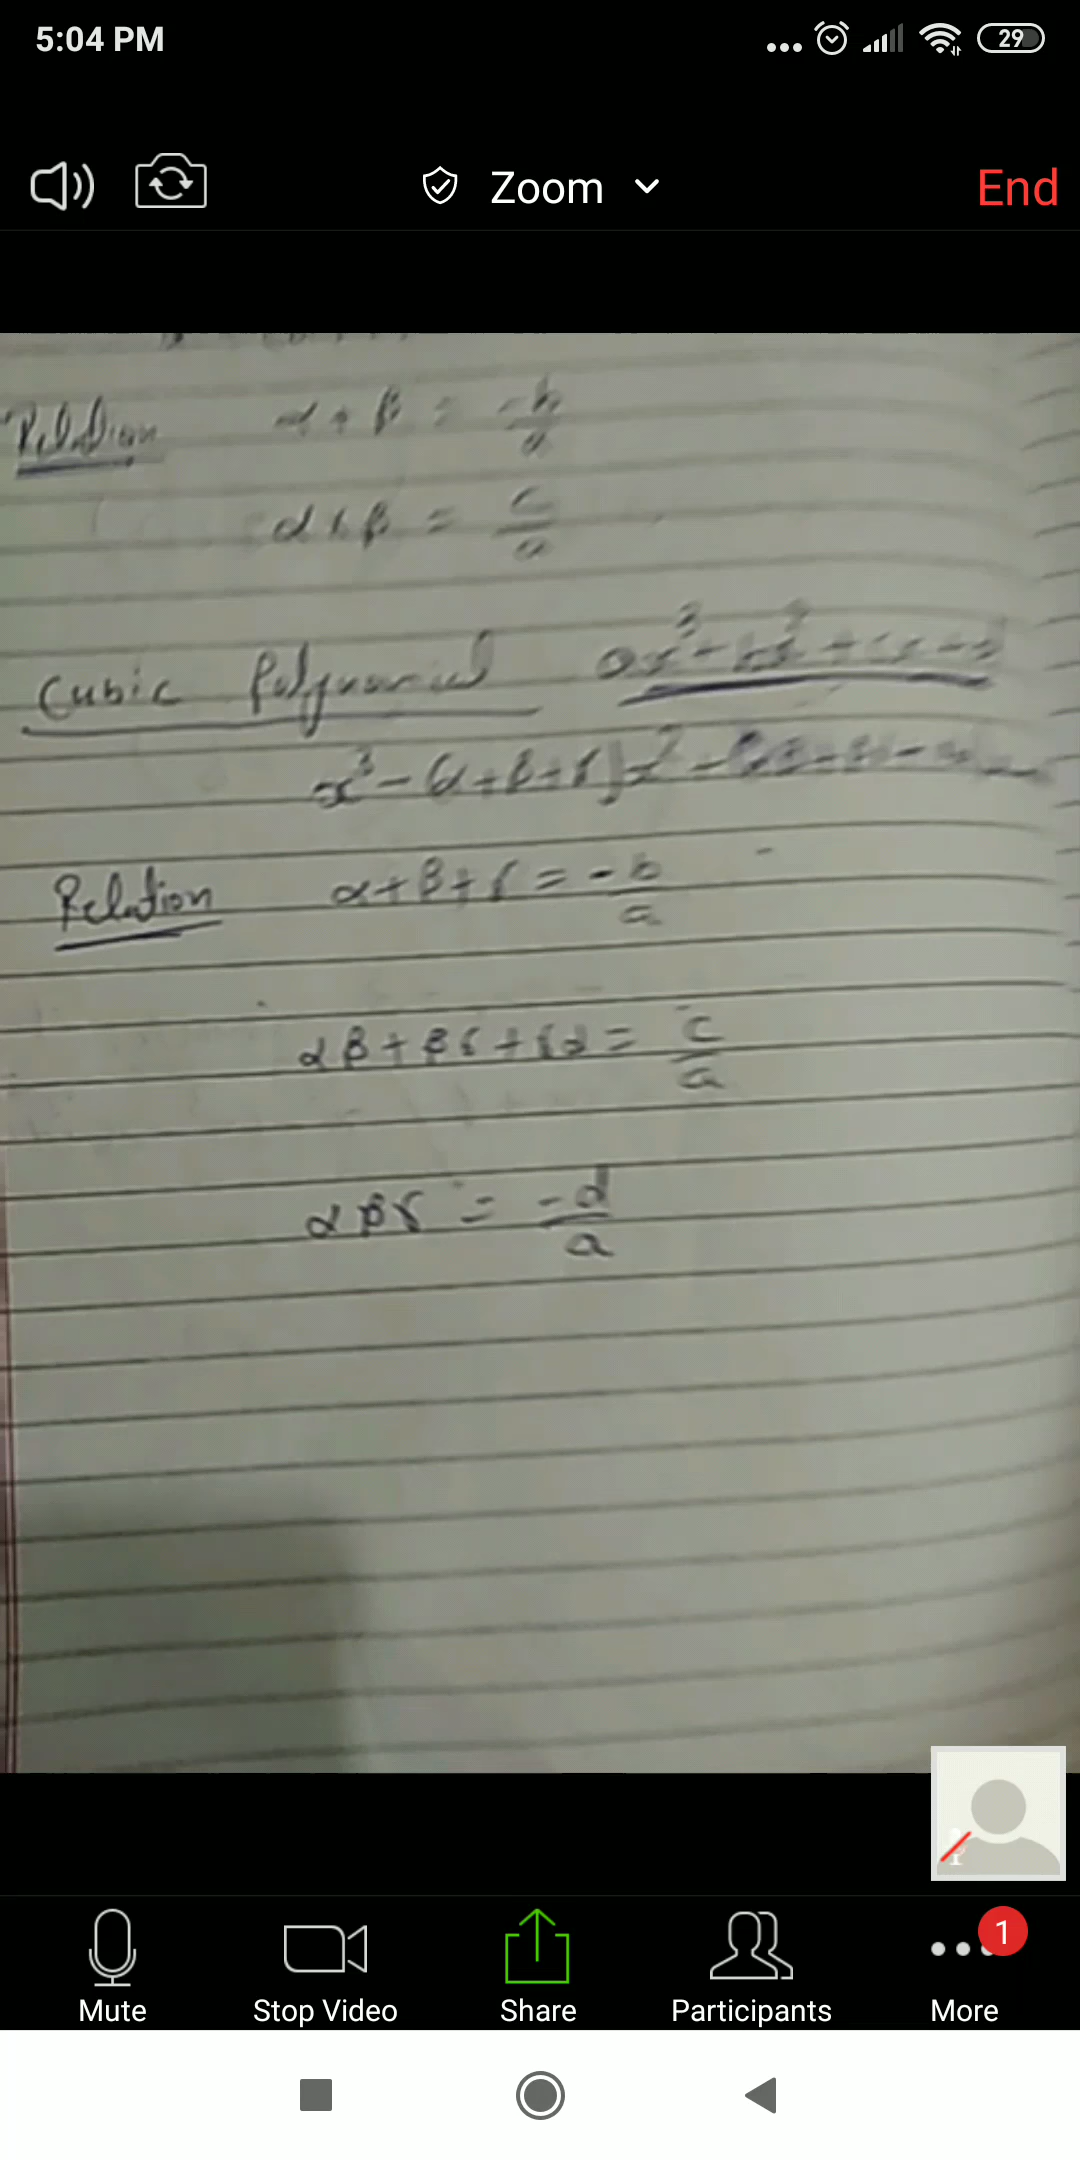 5:04 PM
29
Zoom
End
Relation α + β = -b/a
α × β = c/a
Cubic Polynomial ax³ + bx² + cx + d
x³ - (α + β + γ)x²
Relation α + β + γ = -b/a
αβ + βγ + γα = c/a
αβγ = -d/a
1
Mute Stop Video Share Participants More